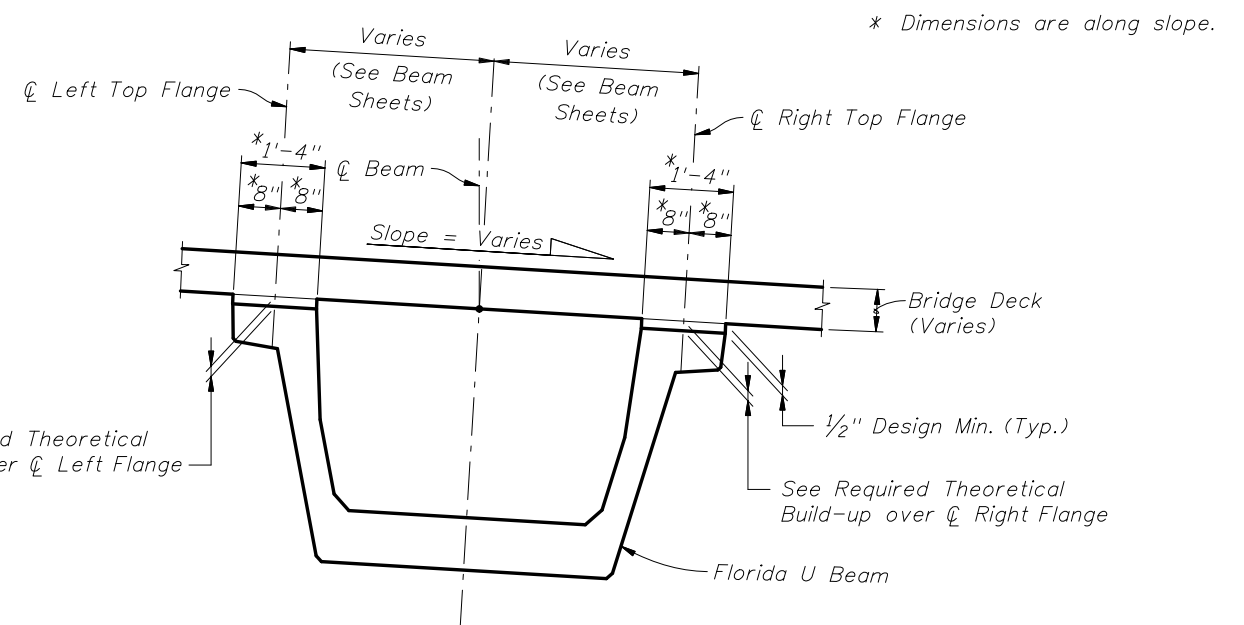 * Dimensions are along slope.
Varies
(See Beam
Sheets)
Varies
(See Beam
Sheets)
℄ Left Top Flange
℄ Right Top Flange
*1'-4"
*8" *8"
℄ Beam
*1'-4"
*8" *8"
Slope = Varies
Bridge Deck
(Varies)
1/2" Design Min. (Typ.)
Theoretical
℄ Left Flange
See Required Theoretical
Build-up over ℄ Right Flange
Florida U Beam